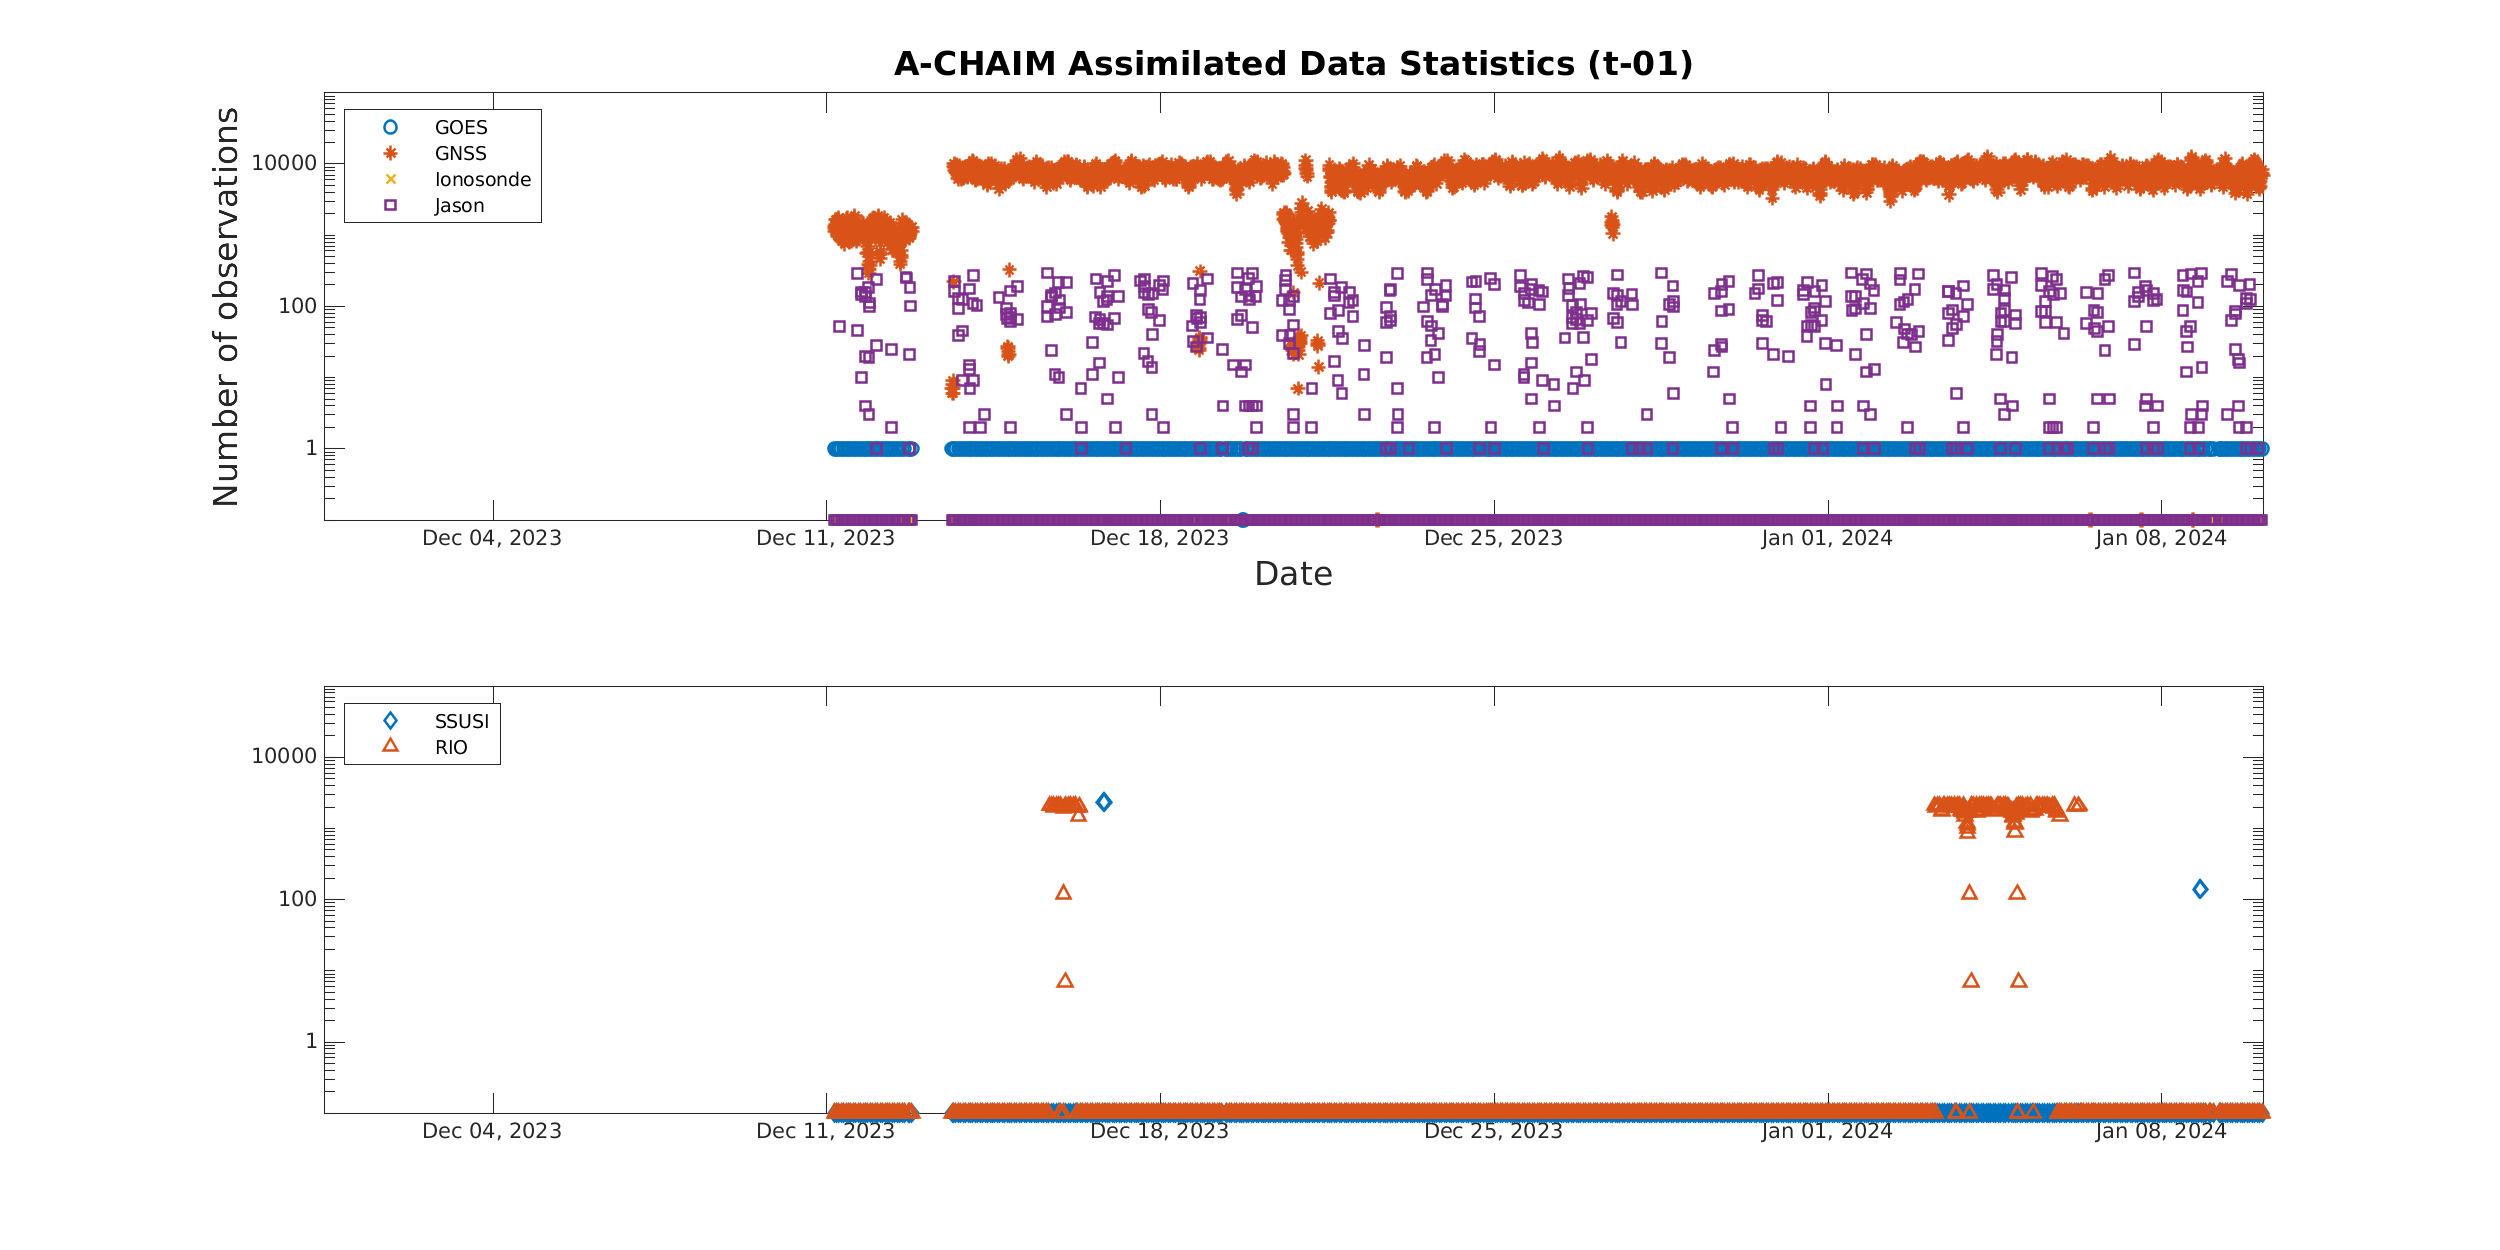 A-CHAIM Assimilated Data Statistics (t-01)
Number of observations
10000
100
1
GOES
GNSS
Ionosonde
Jason
Dec 04, 2023
Dec 11, 2023
Dec 18, 2023
Dec 25, 2023
Jan 01, 2024
Jan 08, 2024
Date
10000
100
1
SSUSI
RIO
Dec 04, 2023
Dec 11, 2023
Dec 18, 2023
Dec 25, 2023
Jan 01, 2024
Jan 08, 2024